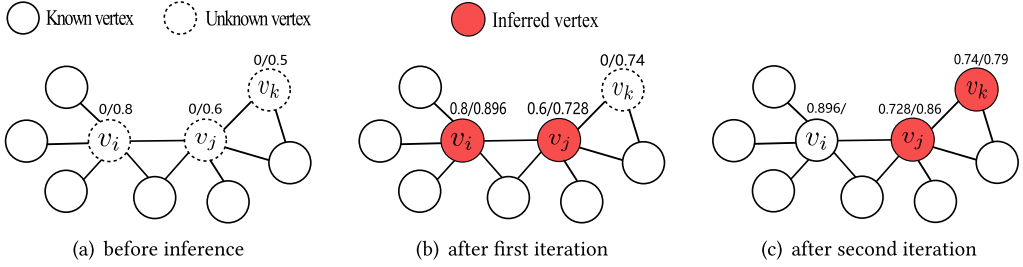 Known vertex Unknown vertex Inferred vertex
0/0.5 0/0.74 0.74/0.79
v_k v_k v_k
0/0.8 0/0.6 0.8/0.896 0.6/0.728 0.896/ 0.728/0.86
v_i v_j v_i v_j v_i v_j
(a) before inference (b) after first iteration (c) after second iteration